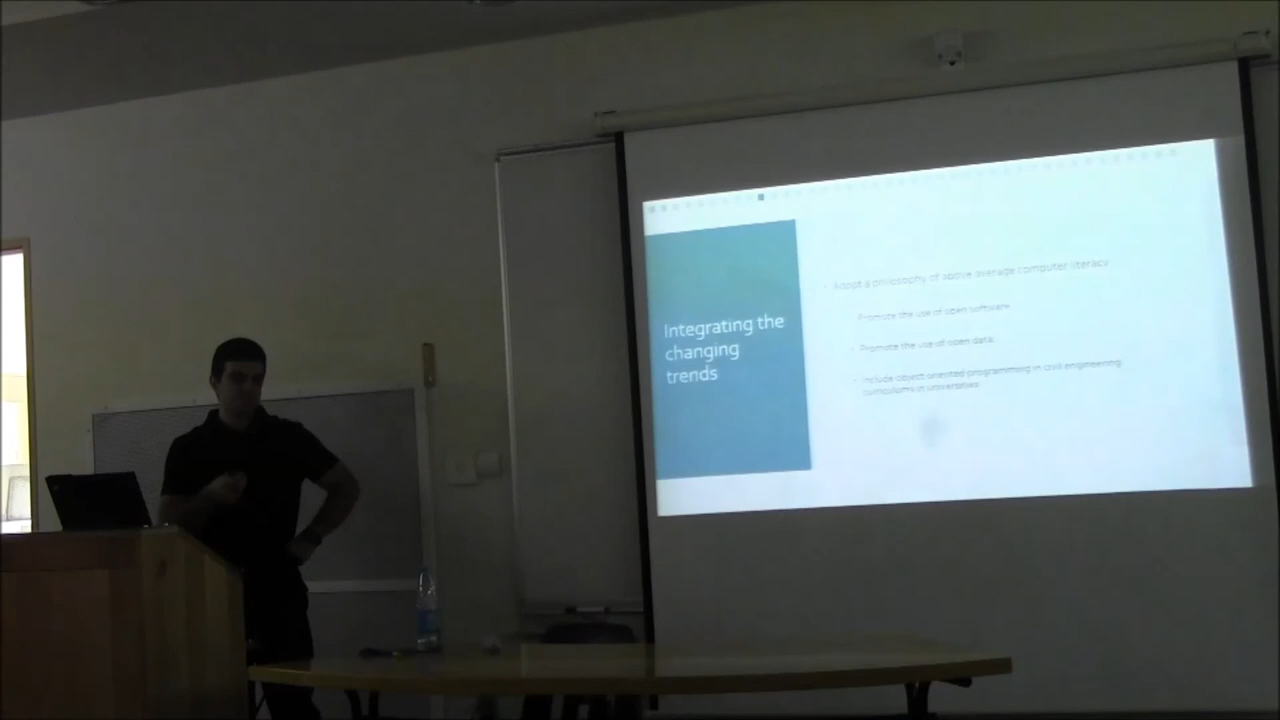 Integrating the
changing
trends
Adopt a philosophy of above average computer literacy
Promote the use of open software
Promote the use of open data
Include object oriented programming in civil engineering
curriculums in universities